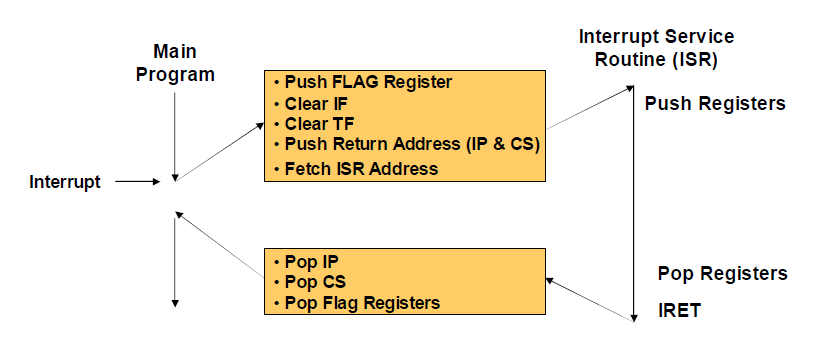 Main
Program
Interrupt Service
Routine (ISR)
• Push FLAG Register
• Clear IF
• Clear TF
• Push Return Address (IP & CS)
• Fetch ISR Address
Push Registers
Interrupt
• Pop IP
• Pop CS
• Pop Flag Registers
Pop Registers
IRET